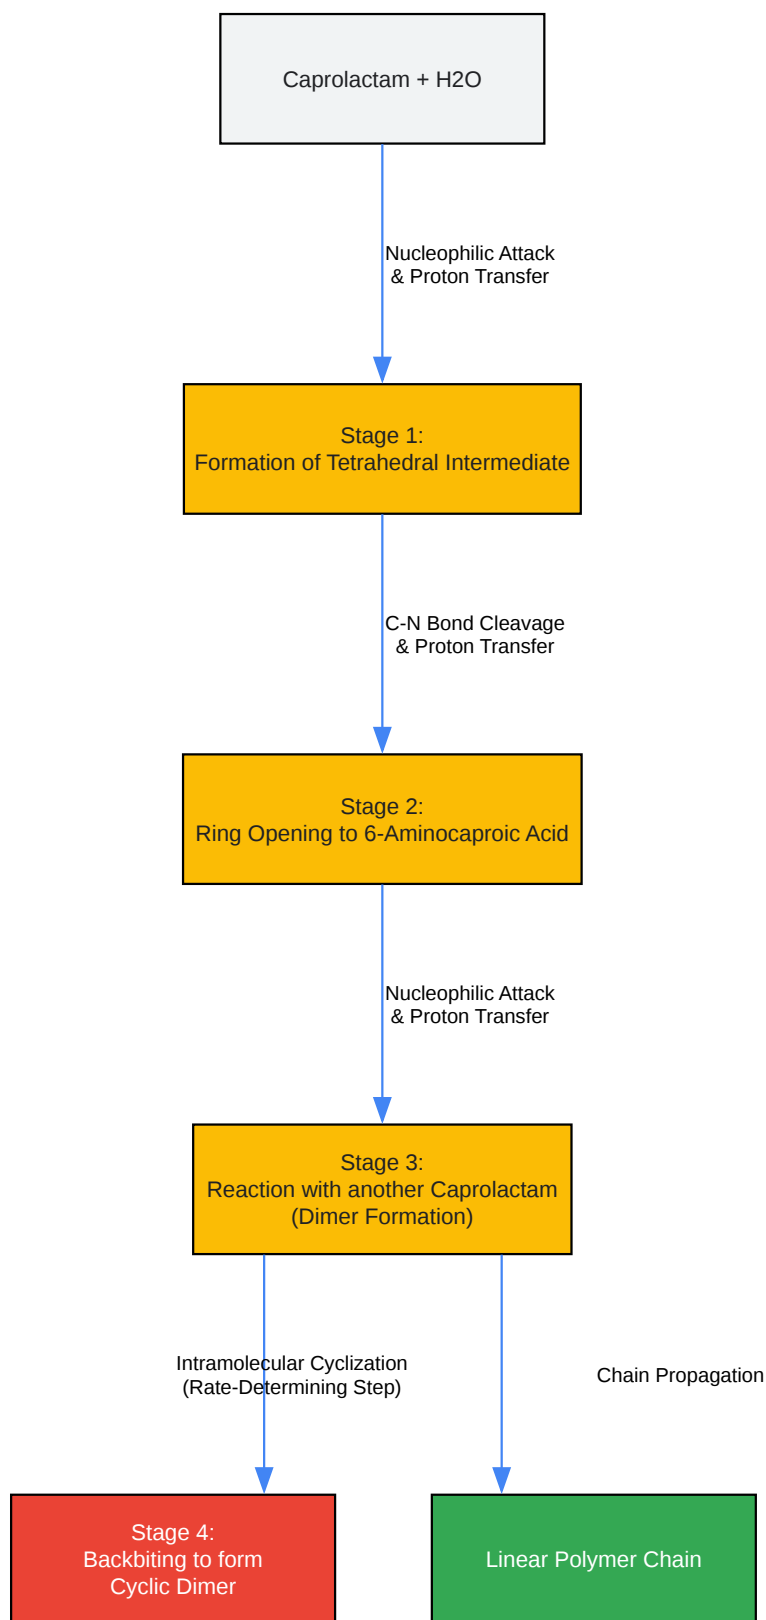 Caprolactam + H2O
Nucleophilic Attack
& Proton Transfer
Stage 1:
Formation of Tetrahedral Intermediate
C-N Bond Cleavage
& Proton Transfer
Stage 2:
Ring Opening to 6-Aminocaproic Acid
Nucleophilic Attack
& Proton Transfer
Stage 3:
Reaction with another Caprolactam
(Dimer Formation)
Intramolecular Cyclization
(Rate-Determining Step)
Chain Propagation
Stage 4:
Backbiting to form
Cyclic Dimer
Linear Polymer Chain